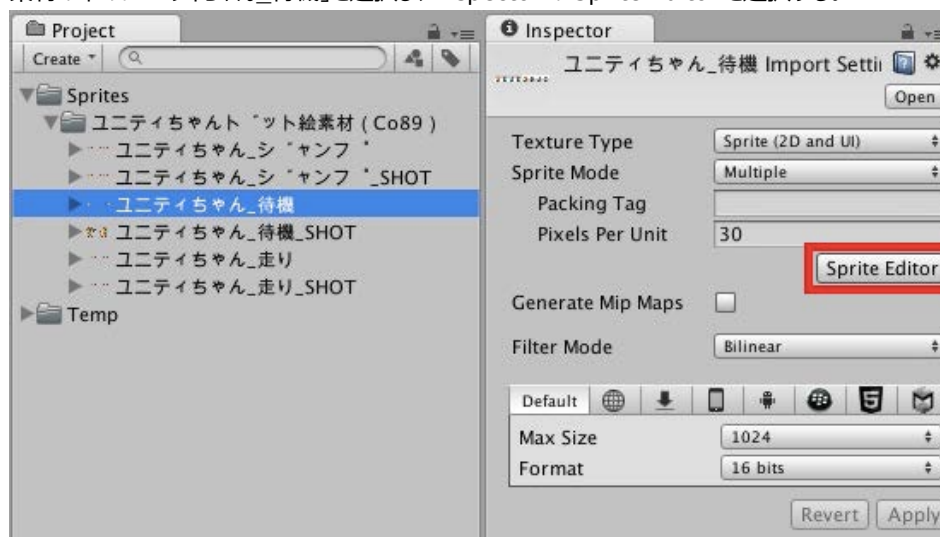 Project
Create
Sprites
ユニティちゃんト゛ット絵素材(Co89)
ユニティちゃん_シ゛ャンフ゜
ユニティちゃん_シ゛ャンフ゜_SHOT
ユニティちゃん_待機
ユニティちゃん_待機_SHOT
ユニティちゃん_走り
ユニティちゃん_走り_SHOT
Temp
Inspector
ユニティちゃん_待機 Import Settin
Open
Texture Type Sprite (2D and UI)
Sprite Mode Multiple
Packing Tag
Pixels Per Unit 30
Sprite Editor
Generate Mip Maps
Filter Mode Bilinear
Default
Max Size 1024
Format 16 bits
Revert Apply